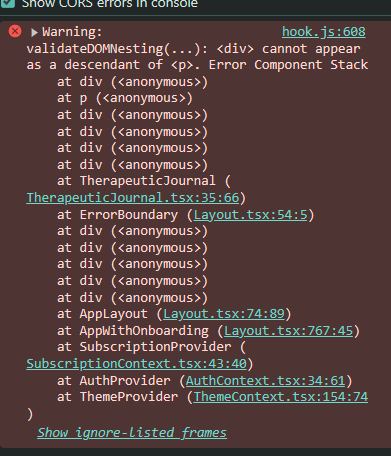 Show CORS errors in console
Warning: hook.js:608
validateDOMNesting(...): <div> cannot appear
as a descendant of <p>. Error Component Stack
at div (<anonymous>)
at p (<anonymous>)
at div (<anonymous>)
at div (<anonymous>)
at div (<anonymous>)
at div (<anonymous>)
at TherapeuticJournal (
TherapeuticJournal.tsx:35:66)
at ErrorBoundary (Layout.tsx:54:5)
at div (<anonymous>)
at div (<anonymous>)
at div (<anonymous>)
at div (<anonymous>)
at div (<anonymous>)
at AppLayout (Layout.tsx:74:89)
at AppWithOnboarding (Layout.tsx:767:45)
at SubscriptionProvider (
SubscriptionContext.tsx:43:40)
at AuthProvider (AuthContext.tsx:34:61)
at ThemeProvider (ThemeContext.tsx:154:74
)
Show ignore-listed frames